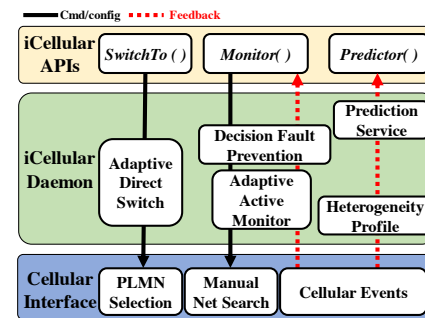 Cmd/config
Feedback
iCellular
APIs
SwitchTo ( )
Monitor( )
Predictor( )
iCellular
Daemon
Adaptive
Direct
Switch
Decision Fault
Prevention
Adaptive
Active
Monitor
Prediction
Service
Heterogeneity
Profile
Cellular
Interface
PLMN
Selection
Manual
Net Search
Cellular Events